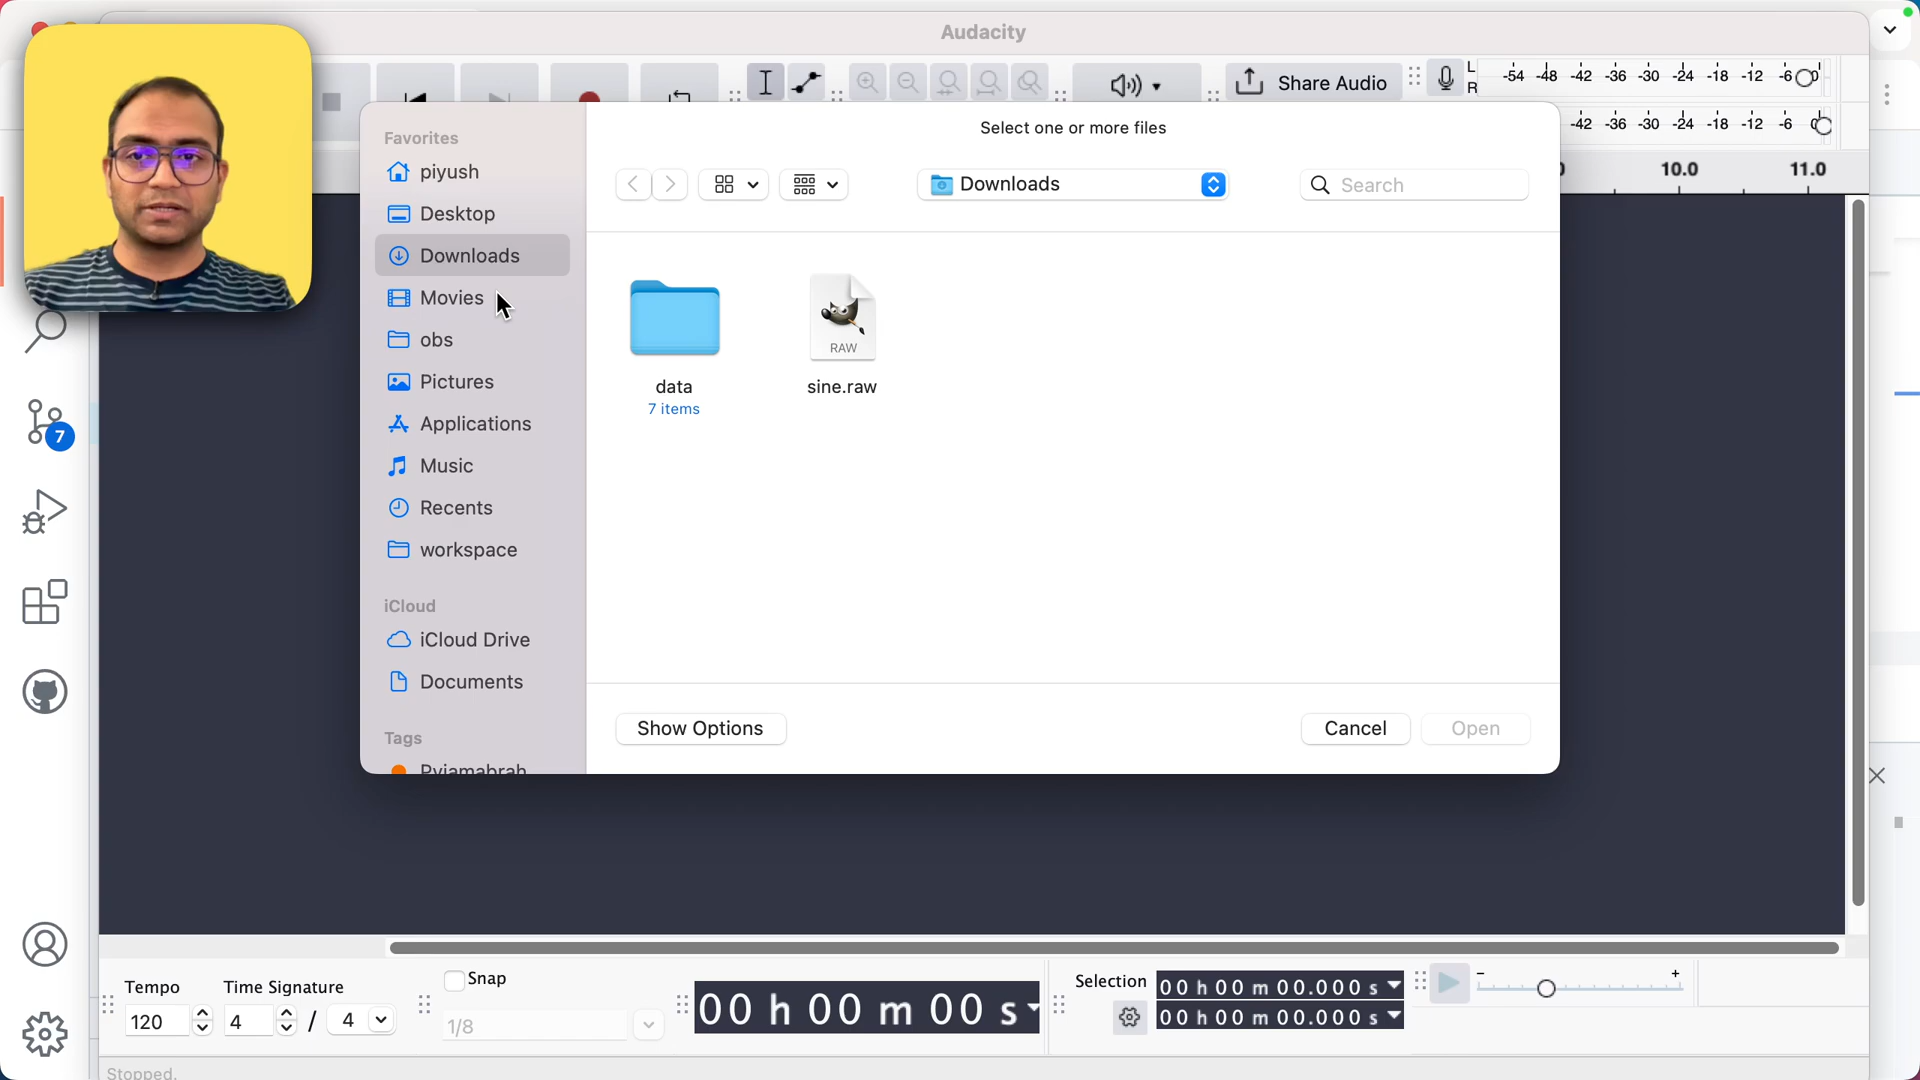 Audacity
Share Audio
L
R
-54 -48 -42 -36 -30 -24 -18 -12 -6 0
-42 -36 -30 -24 -18 -12 -6 0
10.0 11.0
Select one or more files
Favorites
piyush
Desktop
Downloads
Movies
obs
Pictures
Applications
Music
Recents
workspace
iCloud
iCloud Drive
Documents
Tags
Pyjamabrah
Downloads
Search
RAW
data
7 items
sine.raw
Show Options
Cancel
Open
7
Tempo
120
Time Signature
4 / 4
Snap
1/8
00 h 00 m 00 s
Selection
00 h 00 m 00.000 s
00 h 00 m 00.000 s
- +
Stopped.